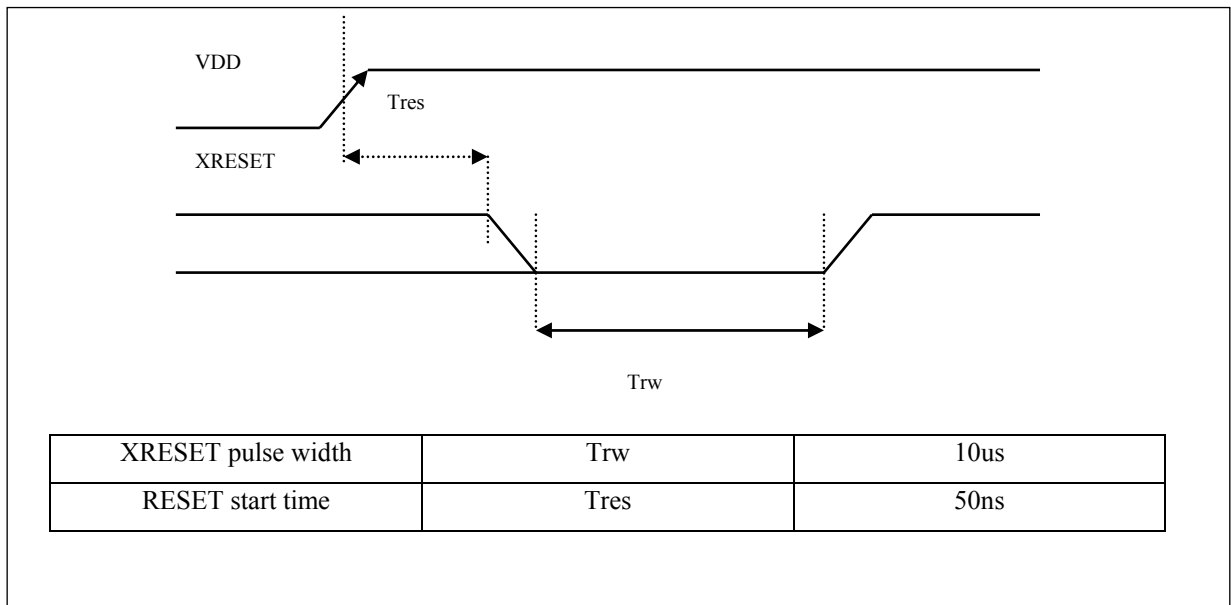 VDD
Tres
XRESET
Trw
XRESET pulse width Trw 10us
RESET start time Tres 50ns